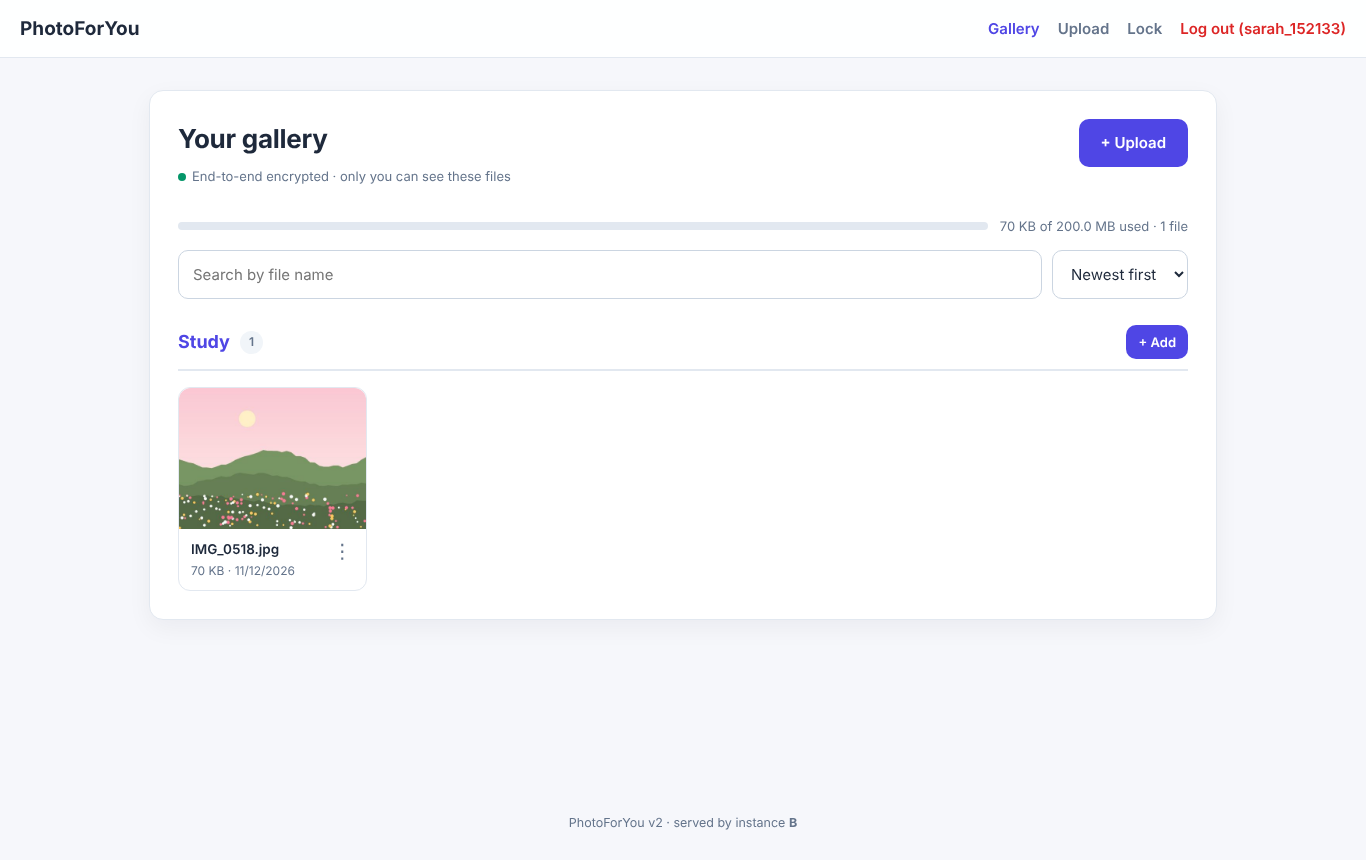 PhotoForYou
Gallery
Upload
Lock
Log out (sarah_152133)
Your gallery
+ Upload
End-to-end encrypted · only you can see these files
70 KB of 200.0 MB used · 1 file
Search by file name
Newest first
Study
1
+ Add
IMG_0518.jpg
70 KB · 11/12/2026
PhotoForYou v2 · served by instance B